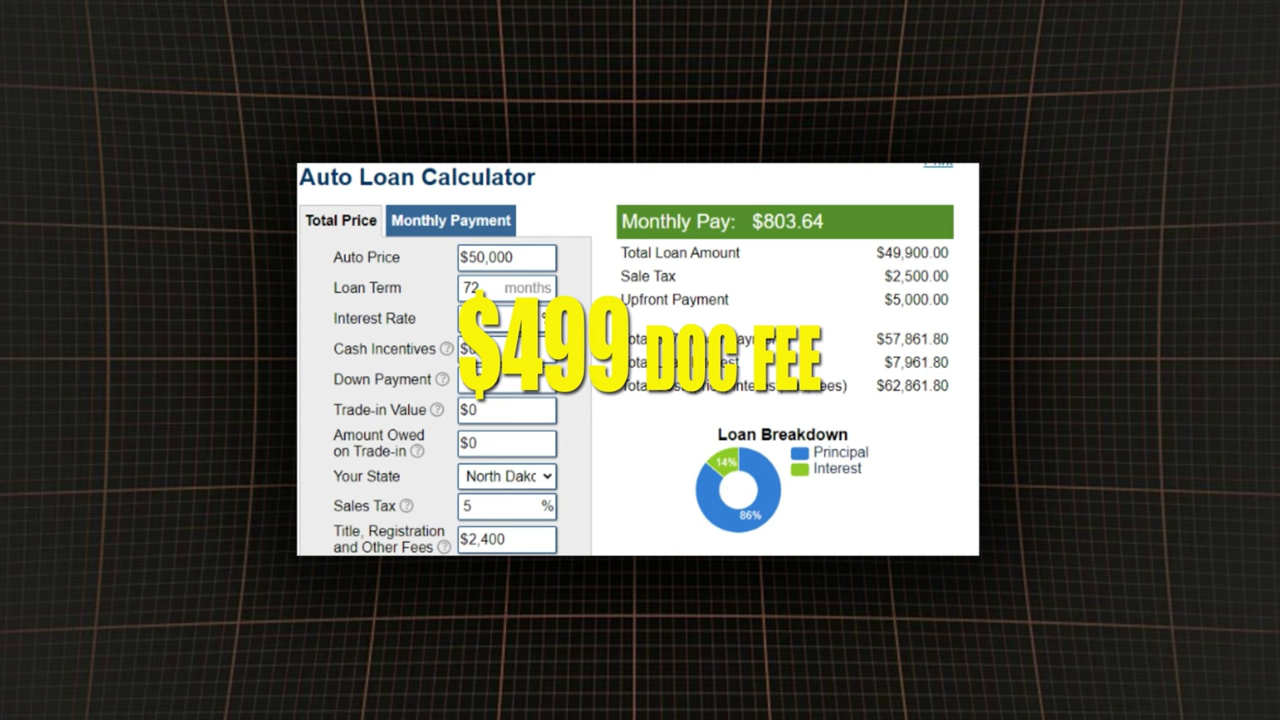 Print
Auto Loan Calculator
Total Price
Monthly Payment
Auto Price $50,000
Loan Term 72 months
Interest Rate
Cash Incentives
Down Payment
Trade-in Value $0
Amount Owed
on Trade-in $0
Your State North Dakc
Sales Tax 5 %
Title, Registration
and Other Fees $2,400
Monthly Pay: $803.64
Total Loan Amount $49,900.00
Sale Tax $2,500.00
Upfront Payment $5,000.00
$57,861.80
$7,961.80
$62,861.80
$499 DOC FEE
Loan Breakdown
14%
86%
Principal
Interest